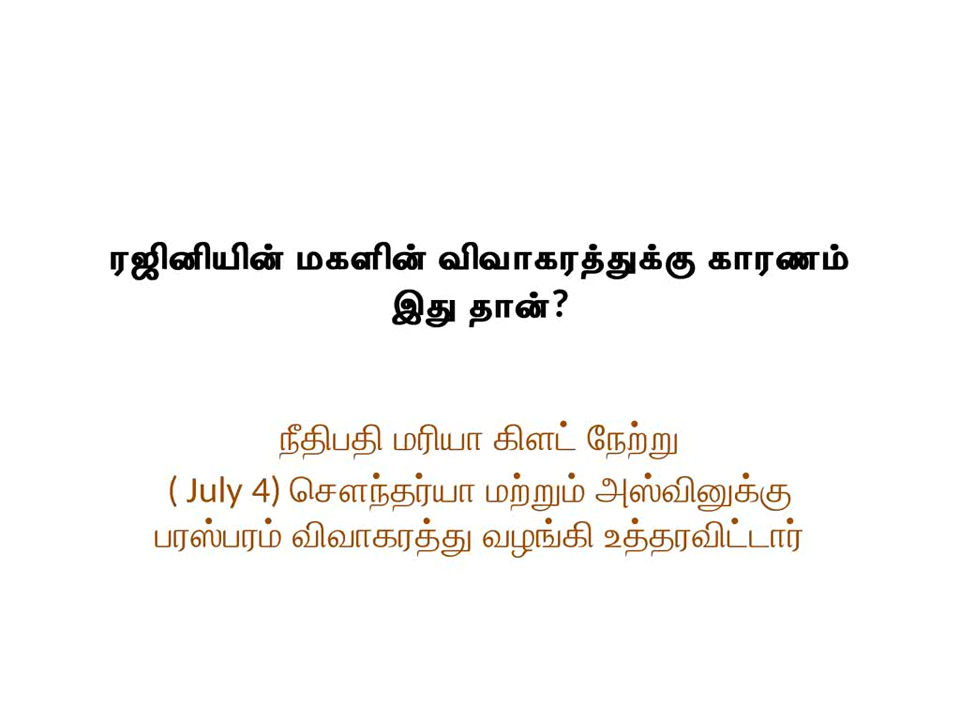 ரஜினியின் மகளின் விவாகரத்துக்கு காரணம்
இது தான்?
நீதிபதி மரியா கிளட் நேற்று
( July 4) சௌந்தர்யா மற்றும் அஸ்வினுக்கு
பரஸ்பரம் விவாகரத்து வழங்கி உத்தரவிட்டார்